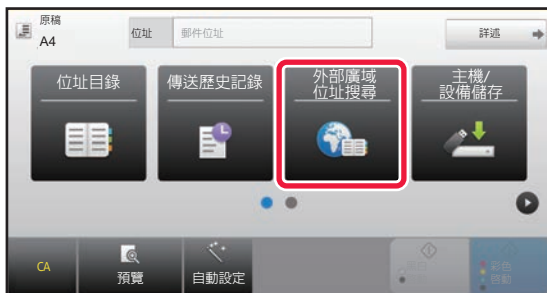 原稿
A4
位址
郵件位址
詳述
位址目錄
傳送歷史記錄
外部廣域
位址搜尋
主機/
設備儲存
CA
預覽
自動設定
彩色
啓動